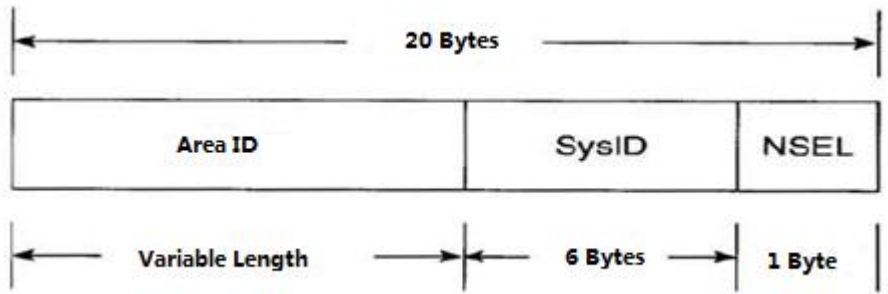 20 Bytes
Area ID SysID NSEL
Variable Length 6 Bytes 1 Byte